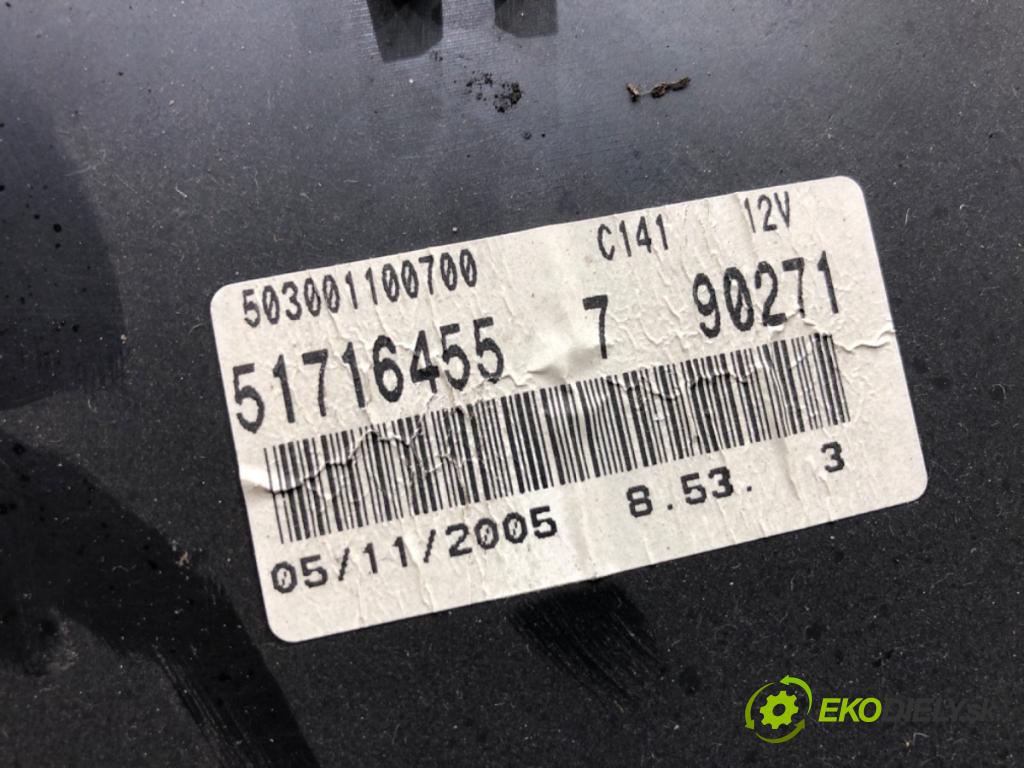 503001100700 C141 12V
51716455 7 90271
05/11/2005 8.53. 3
EKODIELY.SK